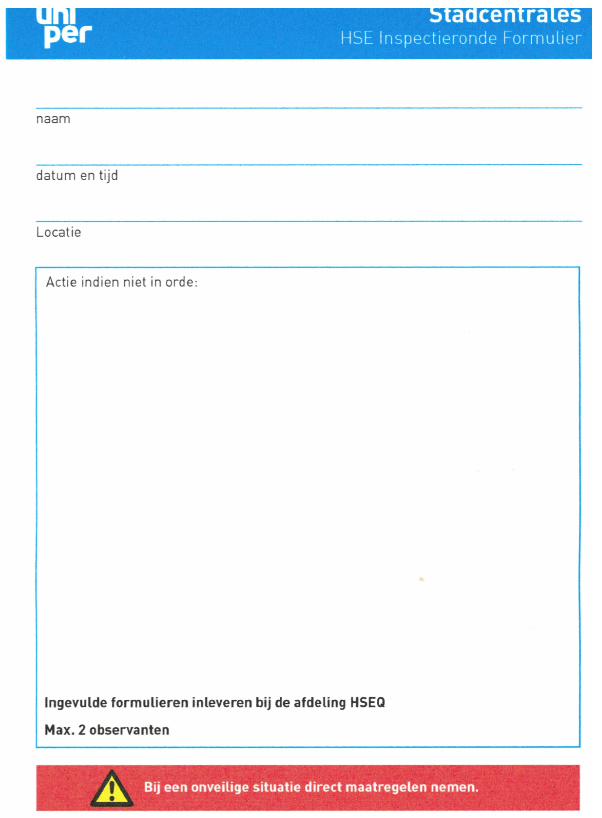 uni
per
Stadcentrales
HSE Inspectieronde Formulier
naam
datum en tijd
Locatie
Actie indien niet in orde:
Ingevulde formulieren inleveren bij de afdeling HSEQ
Max. 2 observanten
Bij een onveilige situatie direct maatregelen nemen.